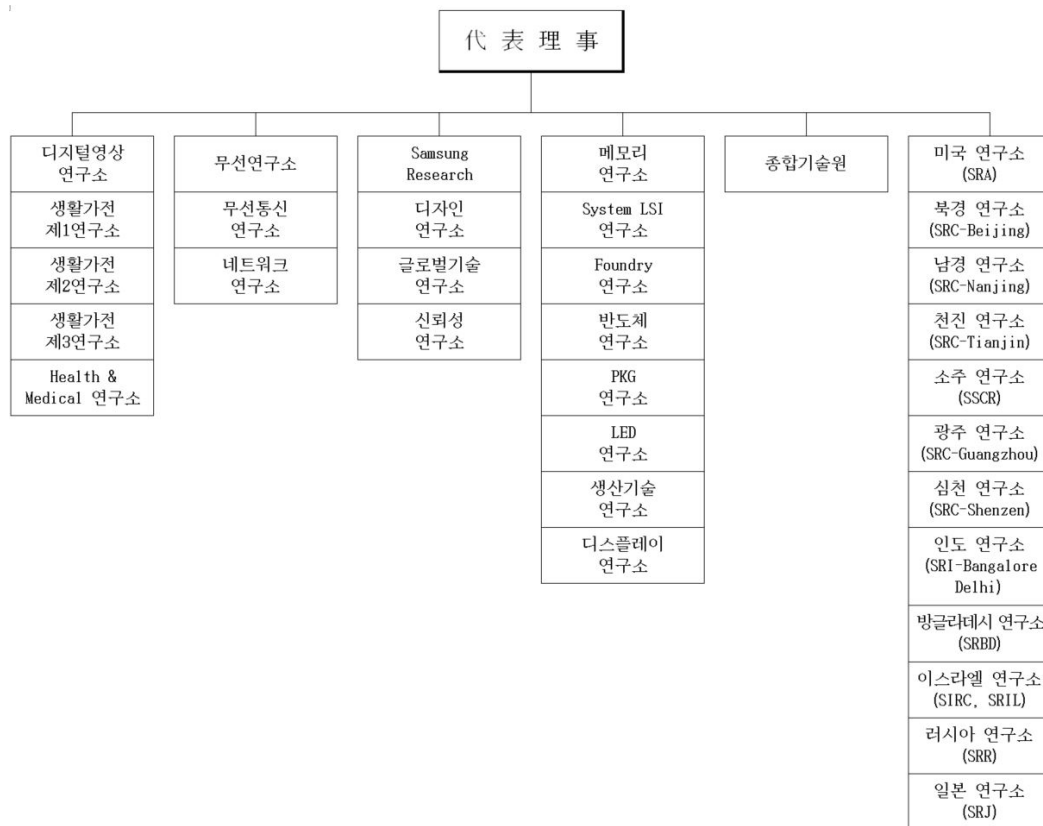 代 表 理 事
디지털영상
연구소
생활가전
제1연구소
생활가전
제2연구소
생활가전
제3연구소
Health &
Medical 연구소
무선연구소
무선통신
연구소
네트워크
연구소
Samsung
Research
디자인
연구소
글로벌기술
연구소
신뢰성
연구소
메모리
연구소
System LSI
연구소
Foundry
연구소
반도체
연구소
PKG
연구소
LED
연구소
생산기술
연구소
디스플레이
연구소
종합기술원
미국 연구소
(SRA)
북경 연구소
(SRC-Beijing)
남경 연구소
(SRC-Nanjing)
천진 연구소
(SRC-Tianjin)
소주 연구소
(SSCR)
광주 연구소
(SRC-Guangzhou)
심천 연구소
(SRC-Shenzen)
인도 연구소
(SRI-Bangalore
Delhi)
방글라데시 연구소
(SRBD)
이스라엘 연구소
(SIRC, SRIL)
러시아 연구소
(SRR)
일본 연구소
(SRJ)